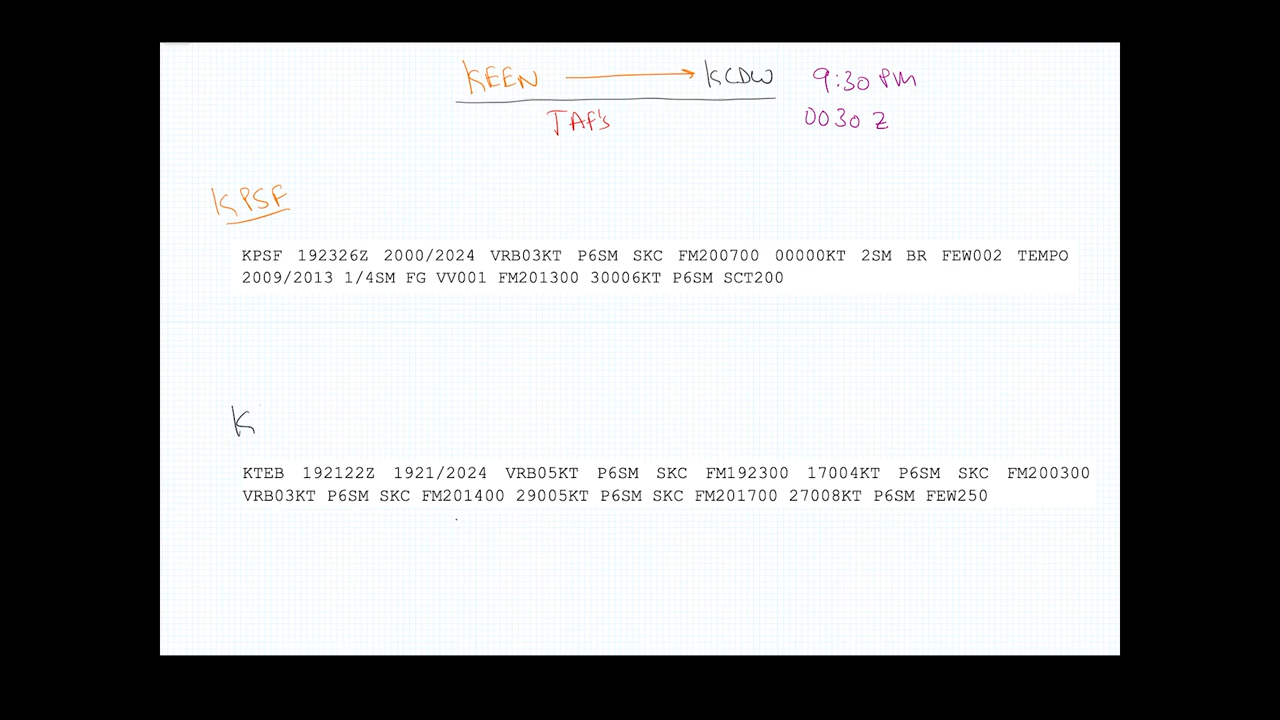 KEEN → KCDW 9:30 PM
TAF's 0030 Z
KPSF
KPSF 192326Z 2000/2024 VRB03KT P6SM SKC FM200700 00000KT 2SM BR FEW002 TEMPO
2009/2013 1/4SM FG VV001 FM201300 30006KT P6SM SCT200
K
KTEB 192122Z 1921/2024 VRB05KT P6SM SKC FM192300 17004KT P6SM SKC FM200300
VRB03KT P6SM SKC FM201400 29005KT P6SM SKC FM201700 27008KT P6SM FEW250